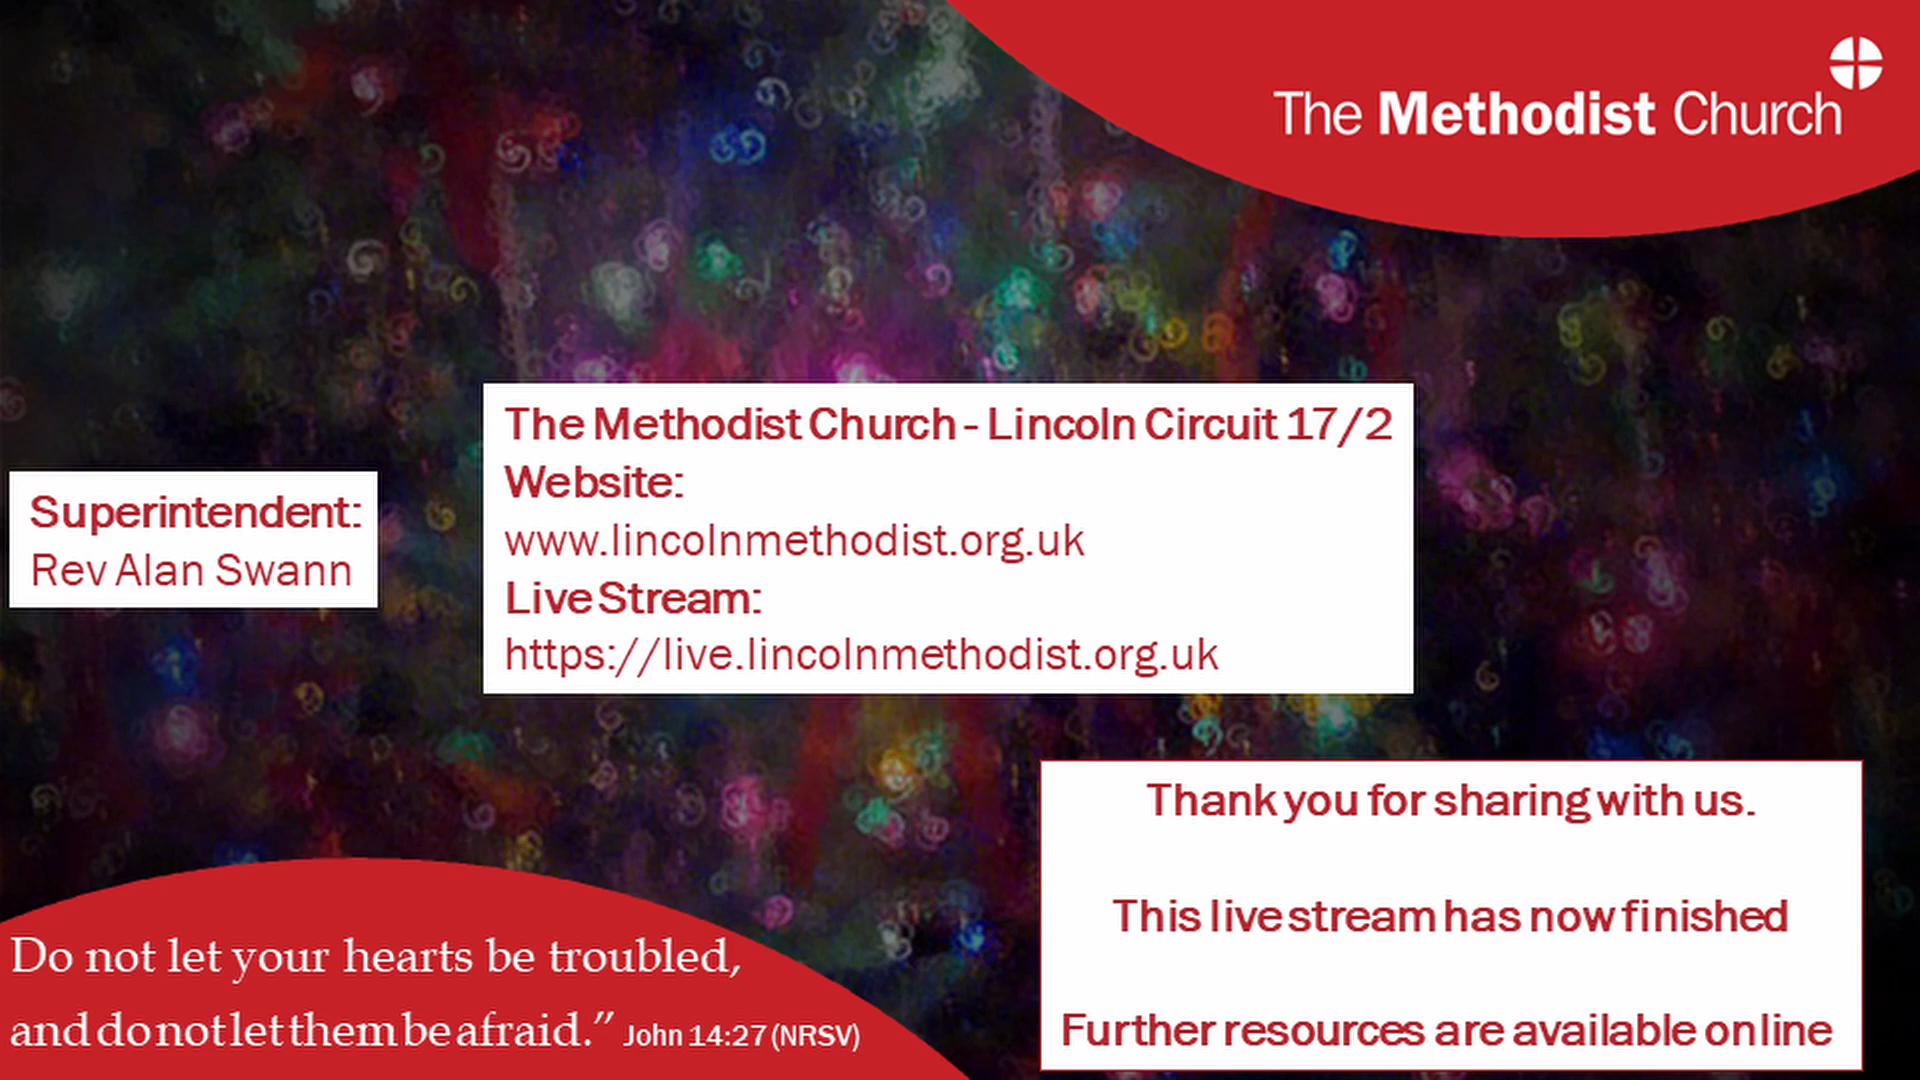 The Methodist Church
The Methodist Church - Lincoln Circuit 17/2
Website:
www.lincolnmethodist.org.uk
Live Stream:
https://live.lincolnmethodist.org.uk
Superintendent:
Rev Alan Swann
Thank you for sharing with us.
This live stream has now finished
Further resources are available online
Do not let your hearts be troubled,
and do not let them be afraid.” John 14:27 (NRSV)